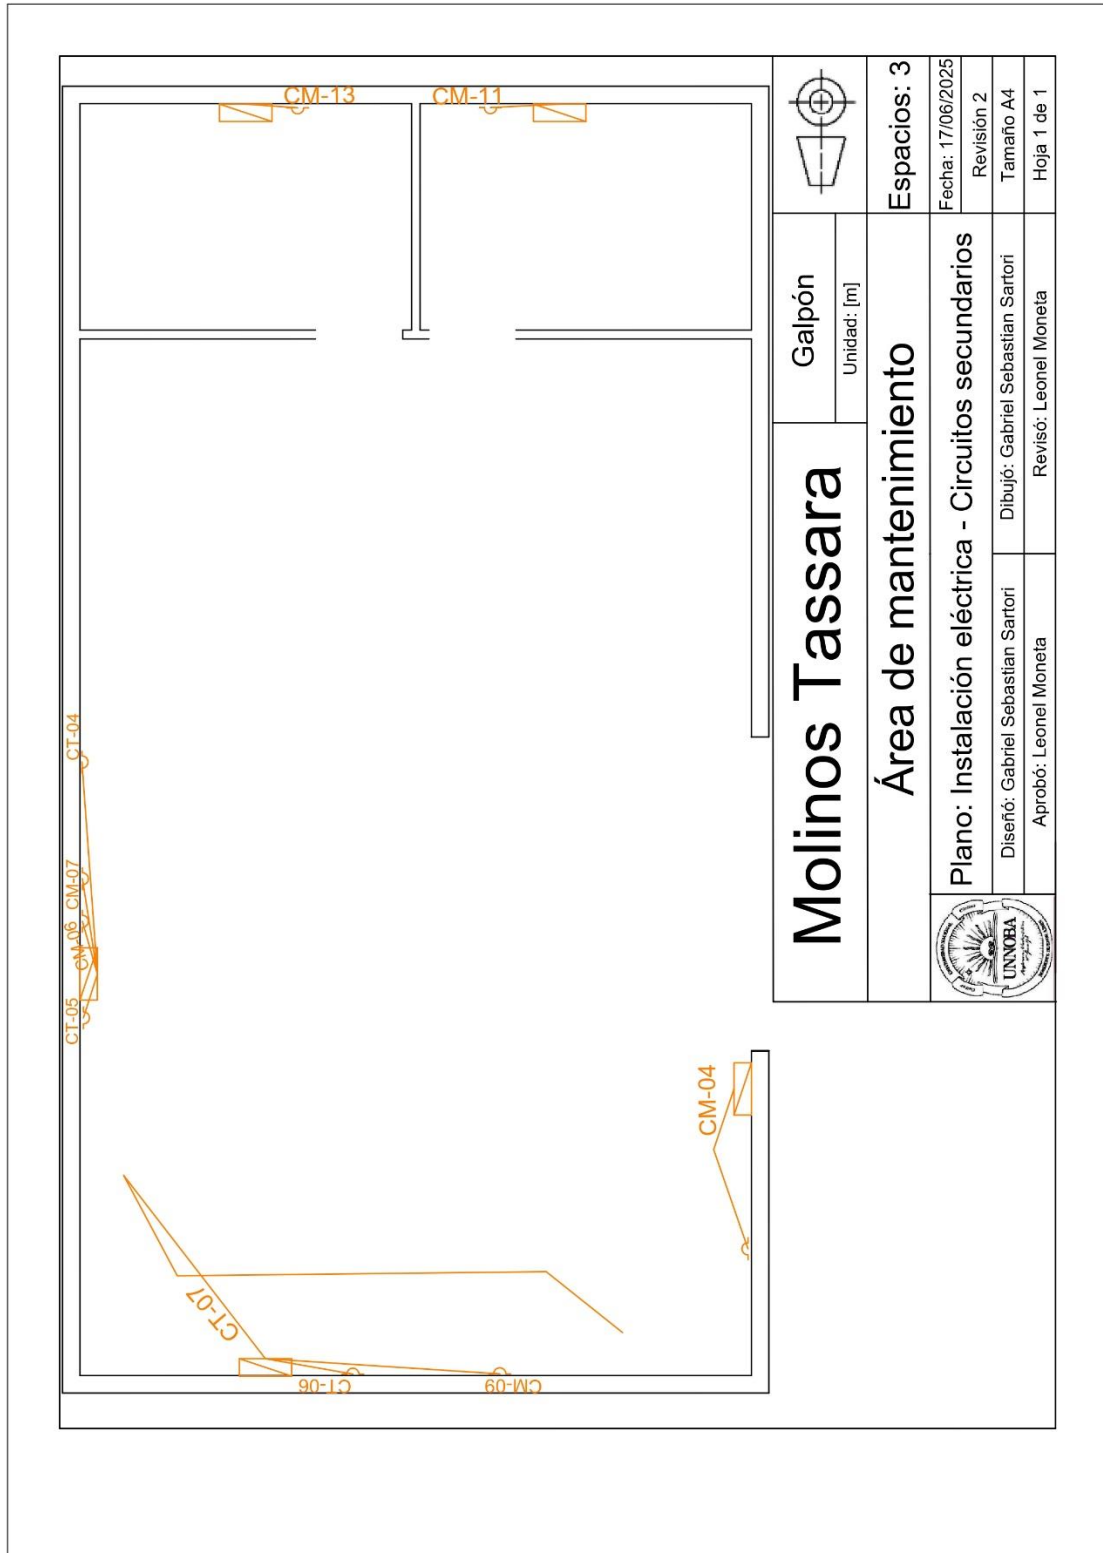 CM-13
CM-11
CT-04
CM-07
CM-06
CT-05
CM-04
CT-07
CT-06
CM-09
Molinos Tassara
Galpón
Unidad: [m]
Área de mantenimiento
Espacios: 3
Plano: Instalación eléctrica - Circuitos secundarios
Fecha: 17/06/2025
Revisión 2
Diseñó: Gabriel Sebastian Sartori
Dibujó: Gabriel Sebastian Sartori
Tamaño A4
Aprobó: Leonel Moneta
Revisó: Leonel Moneta
Hoja 1 de 1
UNNOBA